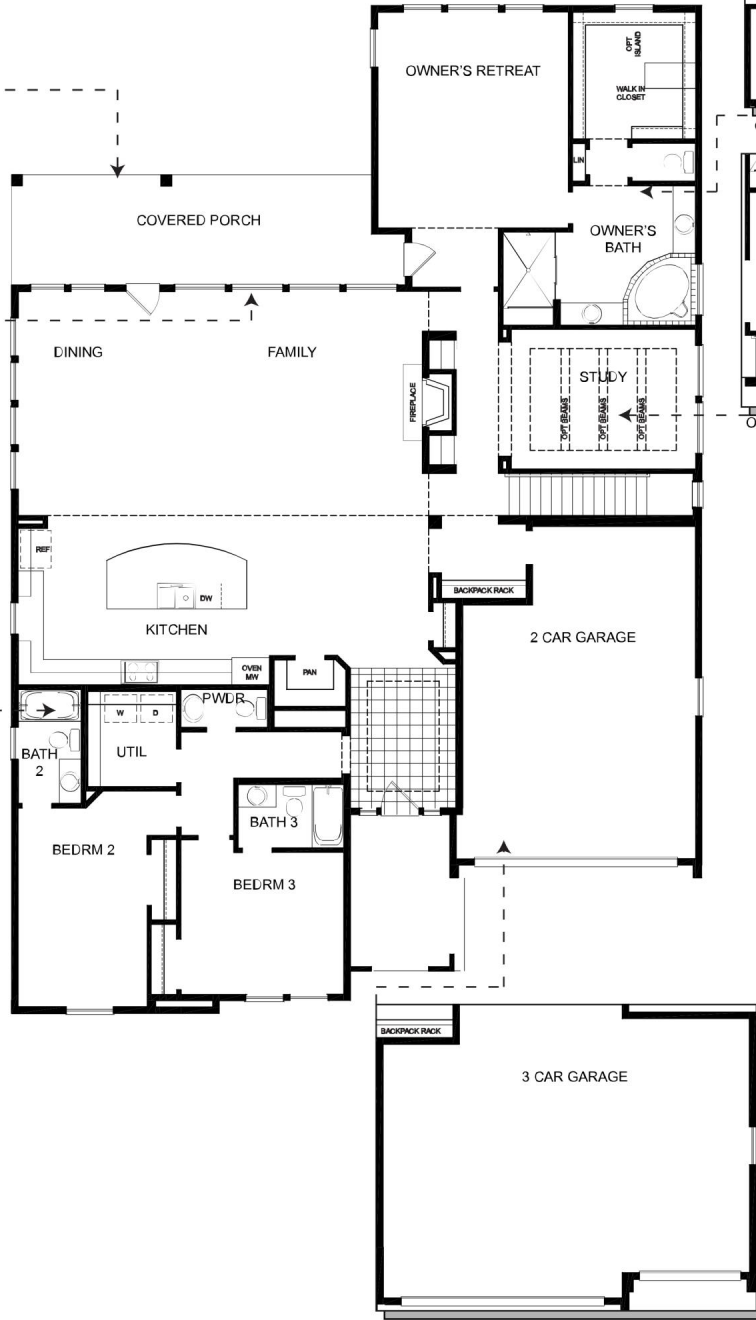 OWNER'S RETREAT
OPT
ISLAND
WALK IN
CLOSET
LIN
COVERED PORCH
OWNER'S
BATH
DINING
FAMILY
FIREPLACE
STUDY
OPT BEAMS
OPT BEAMS
OPT BEAMS
O
REF
DW
KITCHEN
BACKPACK RACK
2 CAR GARAGE
OVEN
MW
PAN
PWDR
W
D
UTIL
BATH
2
BATH 3
BEDRM 2
BEDRM 3
BACKPACK RACK
3 CAR GARAGE